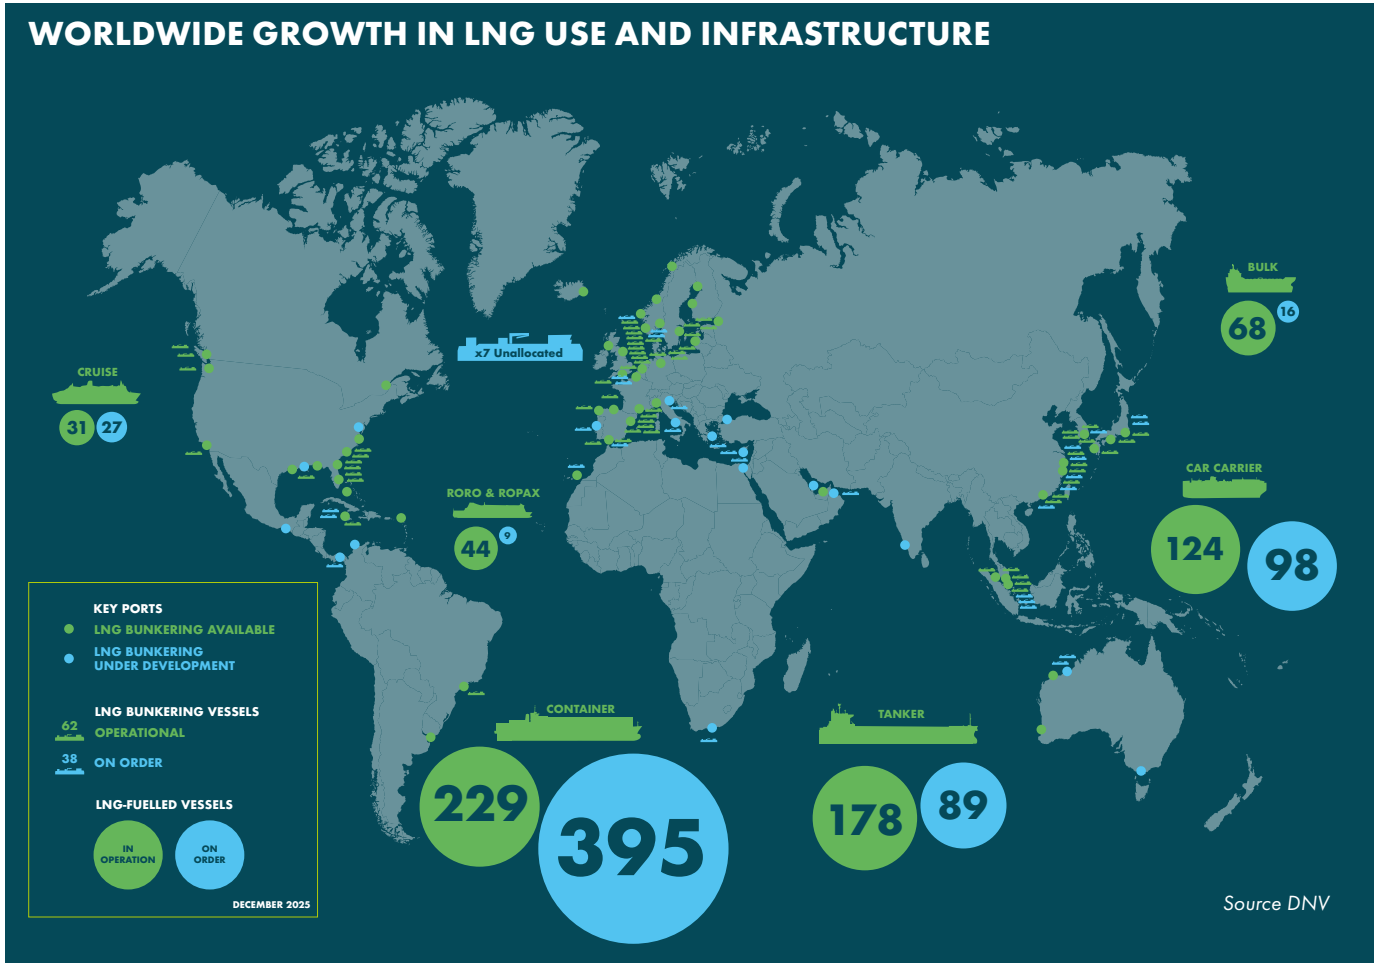 WORLDWIDE GROWTH IN LNG USE AND INFRASTRUCTURE
BULK
68
16
x7 Unallocated
CRUISE
31
27
CAR CARRIER
124
98
RORO & ROPAX
44
9
KEY PORTS
LNG BUNKERING AVAILABLE
LNG BUNKERING
UNDER DEVELOPMENT
LNG BUNKERING VESSELS
62
OPERATIONAL
38
ON ORDER
LNG-FUELLED VESSELS
IN
OPERATION
ON
ORDER
DECEMBER 2025
CONTAINER
229
395
TANKER
178
89
Source DNV